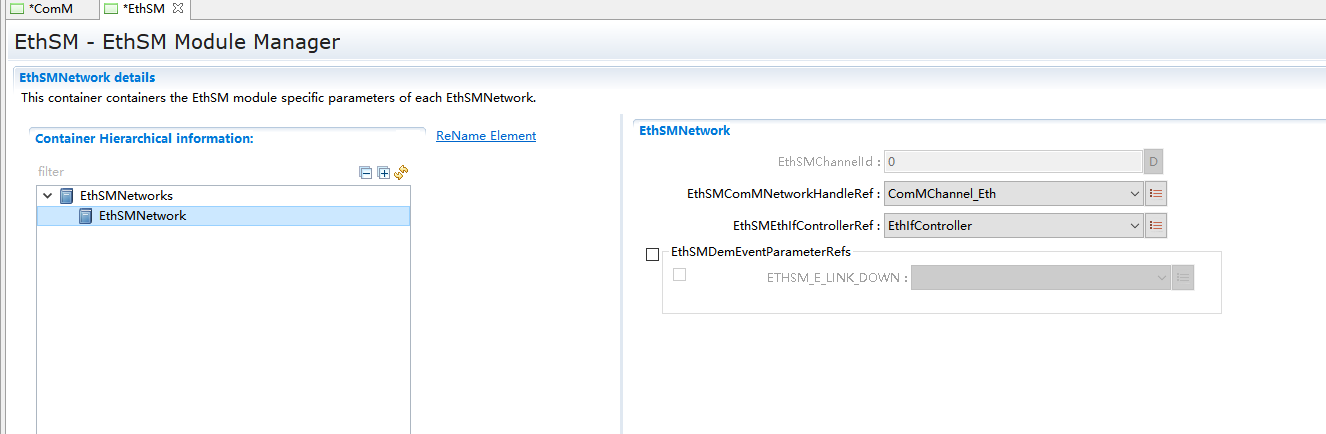 *ComM
*EthSM
EthSM - EthSM Module Manager
EthSMNetwork details
This container containers the EthSM module specific parameters of each EthSMNetwork.
Container Hierarchical information:
ReName Element
filter
EthSMNetworks
EthSMNetwork
EthSMNetwork
EthSMChannelId : 0 D
EthSMComMNetworkHandleRef : ComMChannel_Eth
EthSMEthIfControllerRef : EthIfController
EthSMDemEventParameterRefs
ETHSM_E_LINK_DOWN :